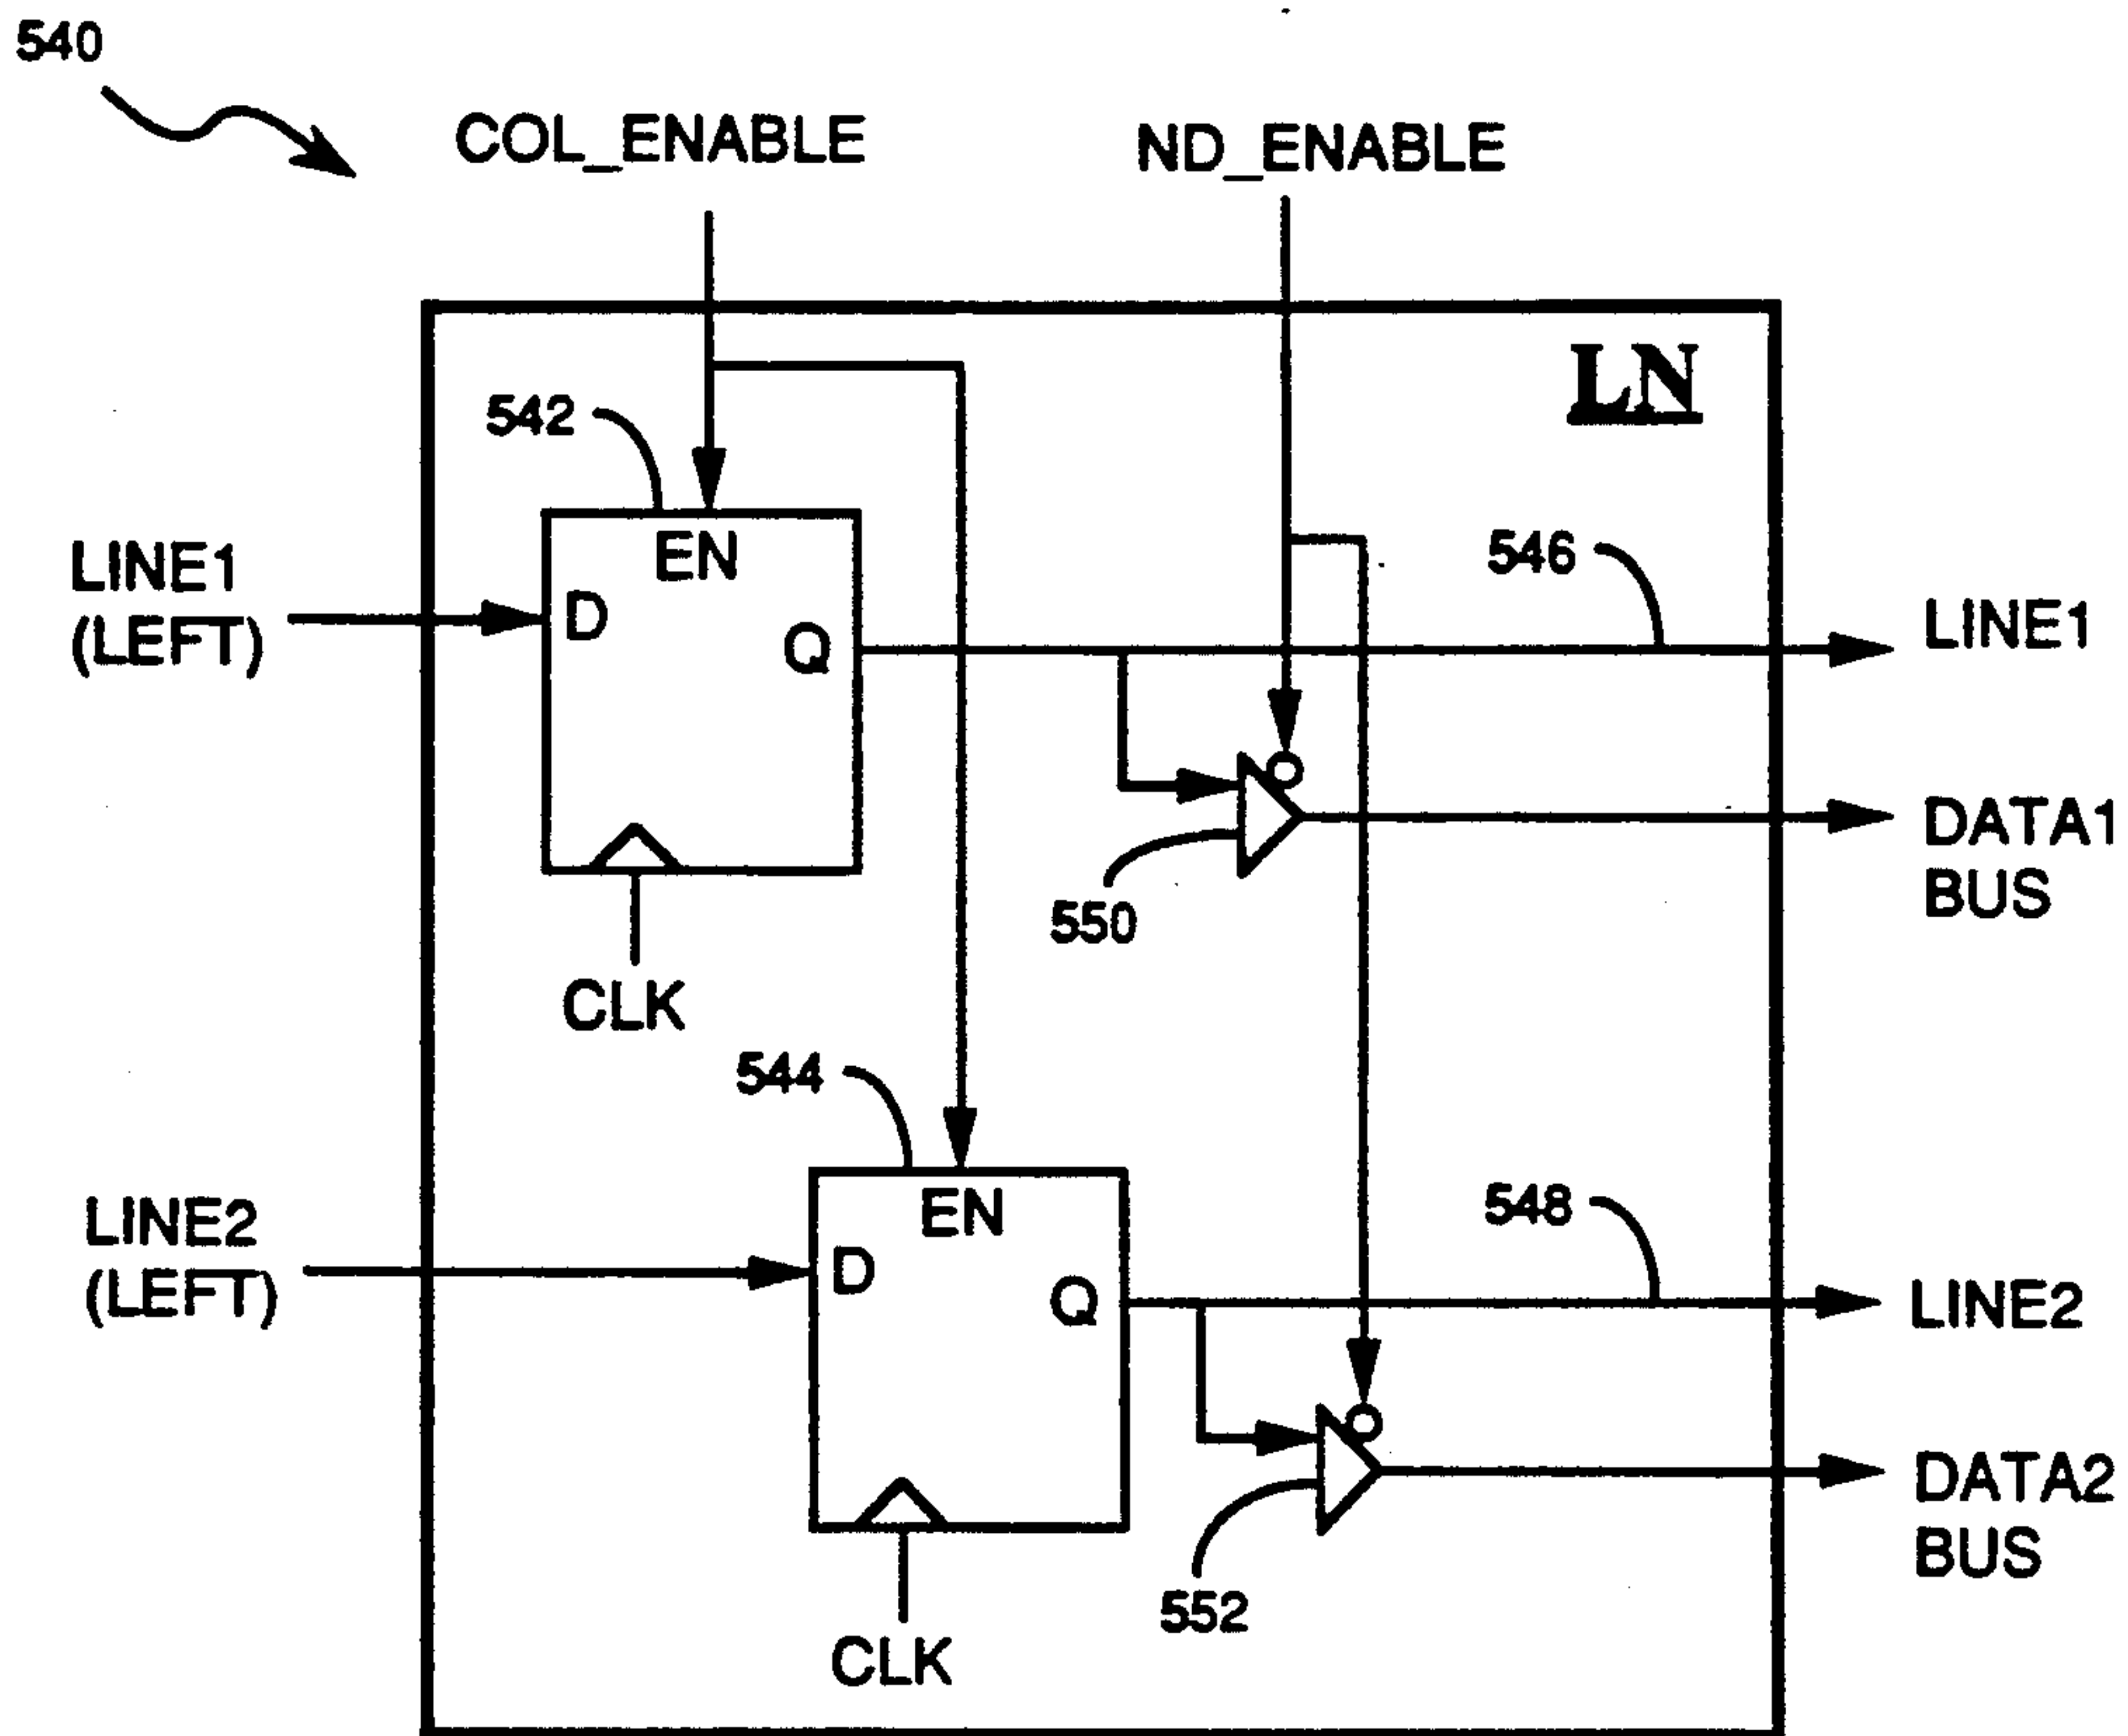 540
COL_ENABLE
ND_ENABLE
LN
542
EN
LINE1
(LEFT)
D
Q
546
LINE1
550
DATA1
BUS
CLK
544
EN
LINE2
(LEFT)
D
Q
548
LINE2
552
DATA2
BUS
CLK